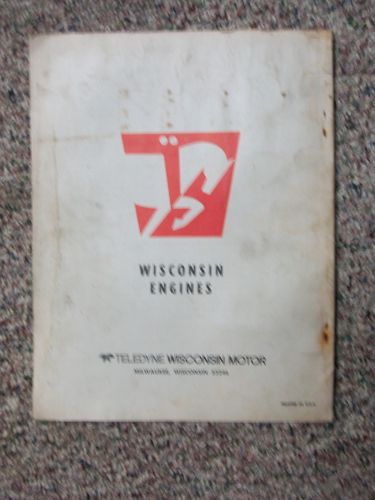 WISCONSIN
ENGINES
TELEDYNE WISCONSIN MOTOR
MILWAUKEE, WISCONSIN 53246